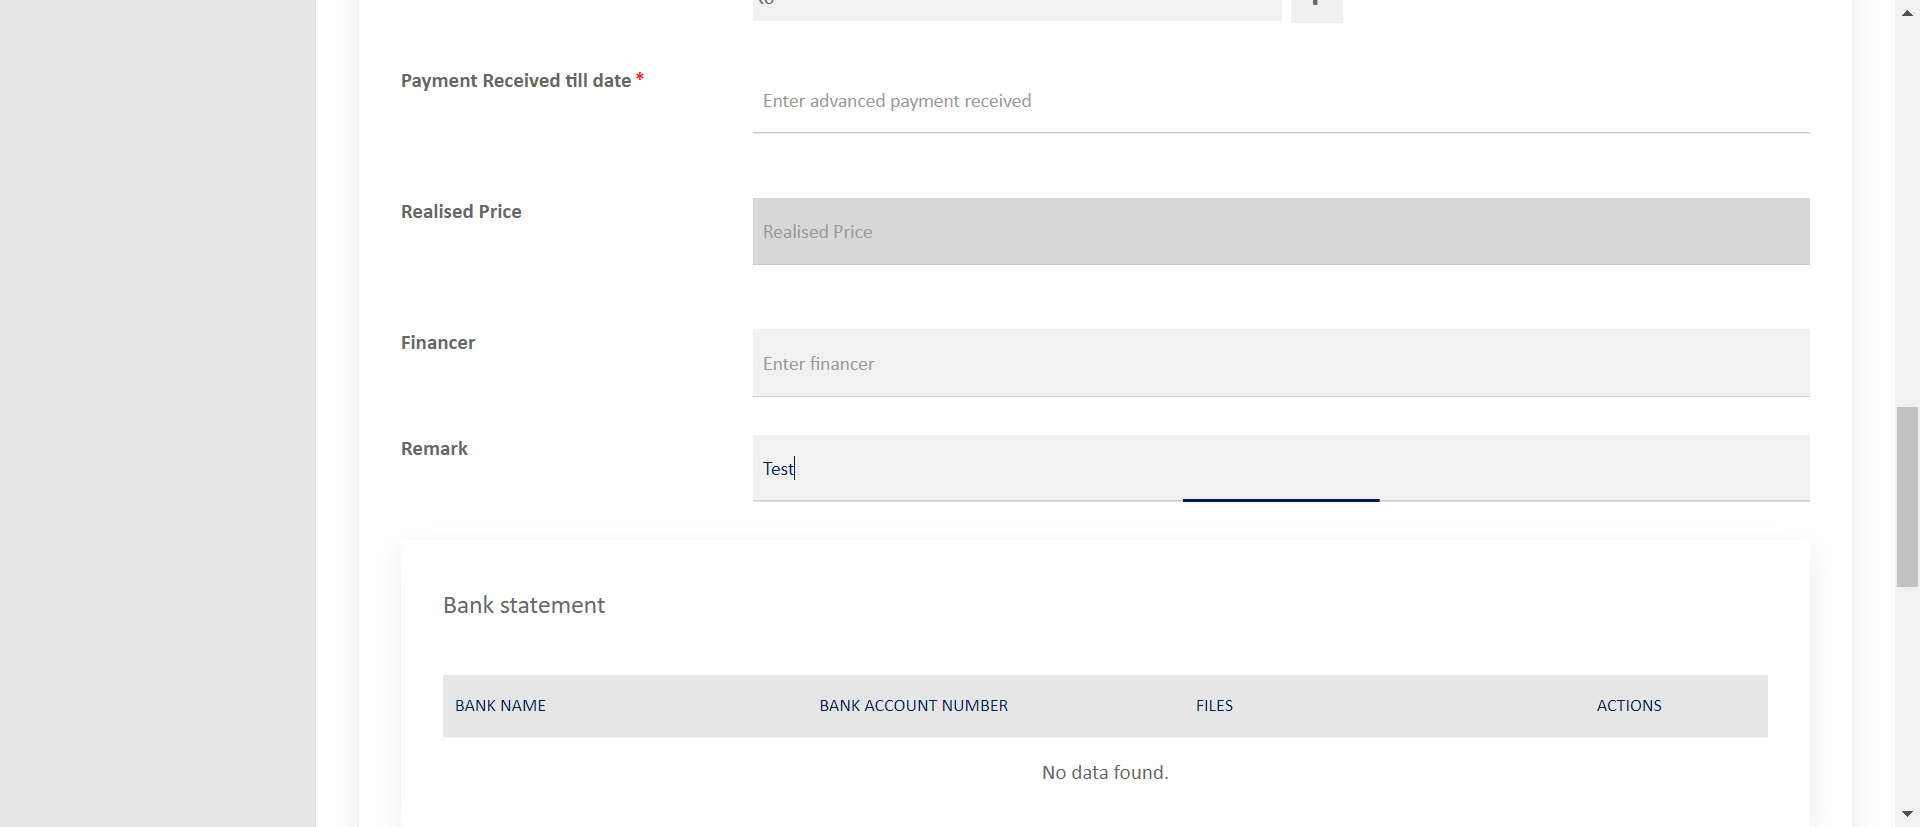 Payment Received till date *
Enter advanced payment received
Realised Price
Realised Price
Financer
Enter financer
Remark
Test
Bank statement
BANK NAME BANK ACCOUNT NUMBER FILES ACTIONS
No data found.